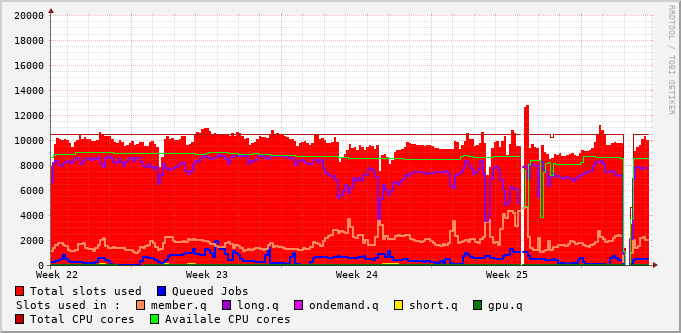 20000
18000
16000
14000
12000
10000
8000
6000
4000
2000
0
Week 22 Week 23 Week 24 Week 25
RRDTOOL / TOBI OETIKER
Total slots used Queued Jobs
Slots used in : member.q long.q ondemand.q short.q gpu.q
Total CPU cores Availale CPU cores